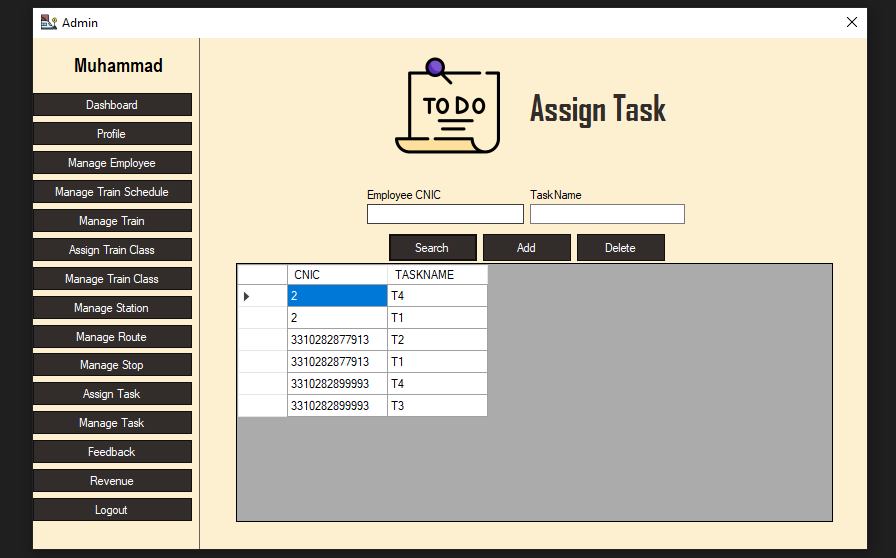 Admin
Muhammad
Dashboard
Profile
Manage Employee
Manage Train Schedule
Manage Train
Assign Train Class
Manage Train Class
Manage Station
Manage Route
Manage Stop
Assign Task
Manage Task
Feedback
Revenue
Logout
TO DO
Assign Task
Employee CNIC TaskName
Search Add Delete
CNIC TASKNAME
2 T4
2 T1
3310282877913 T2
3310282877913 T1
3310282899993 T4
3310282899993 T3